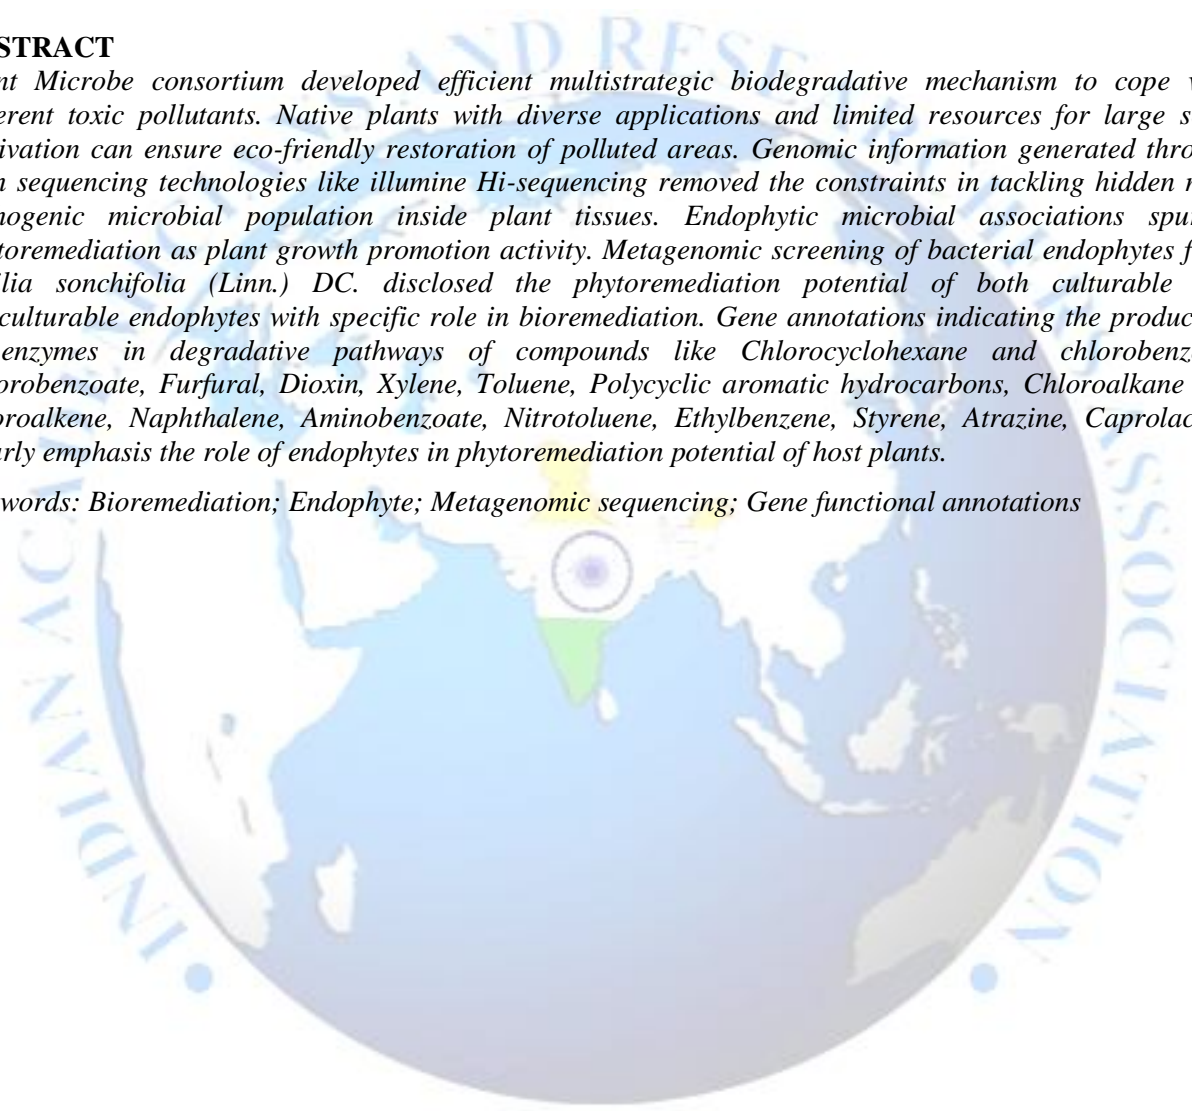 STRACT
nt Microbe consortium developed efficient multistrategic biodegradative mechanism to cope
erent toxic pollutants. Native plants with diverse applications and limited resources for large s
ivation can ensure eco-friendly restoration of polluted areas. Genomic information generated thro
n sequencing technologies like illumine Hi-sequencing removed the constraints in tackling hidden n
nogenic microbial population inside plant tissues. Endophytic microbial associations spu
toremediation as plant growth promotion activity. Metagenomic screening of bacterial endophytes f
lia sonchifolia (Linn.) DC. disclosed the phytoremediation potential of both culturable
culturable endophytes with specific role in bioremediation. Gene annotations indicating the produc
enzymes in degradative pathways of compounds like Chlorocyclohexane and chlorobenz
orobenzoate, Furfural, Dioxin, Xylene, Toluene, Polycyclic aromatic hydrocarbons, Chloroalkane
oroalkene, Naphthalene, Aminobenzoate, Nitrotoluene, Ethylbenzene, Styrene, Atrazine, Caprolac
rly emphasis the role of endophytes in phytoremediation potential of host plants.
words: Bioremediation; Endophyte; Metagenomic sequencing; Gene functional annotations
INDIAN ACADEMICIANS AND RESEARCHERS ASSOCIATION